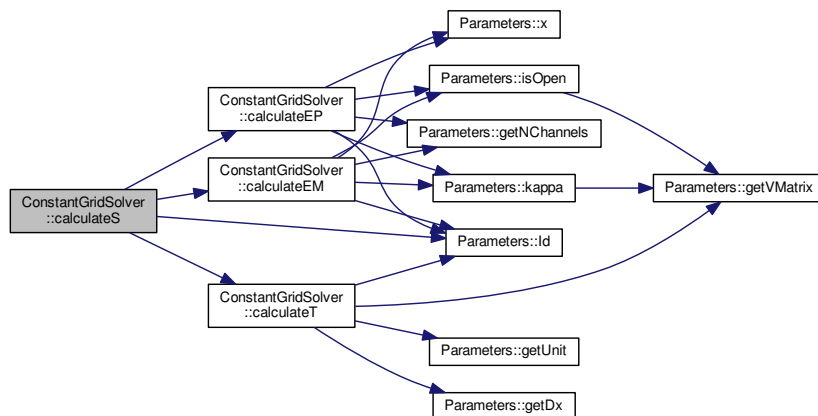 Parameters::x
Parameters::isOpen
ConstantGridSolver
::calculateEP
Parameters::getNChannels
ConstantGridSolver
::calculateEM
Parameters::kappa
Parameters::getVMatrix
ConstantGridSolver
::calculateS
Parameters::Id
ConstantGridSolver
::calculateT
Parameters::getUnit
Parameters::getDx